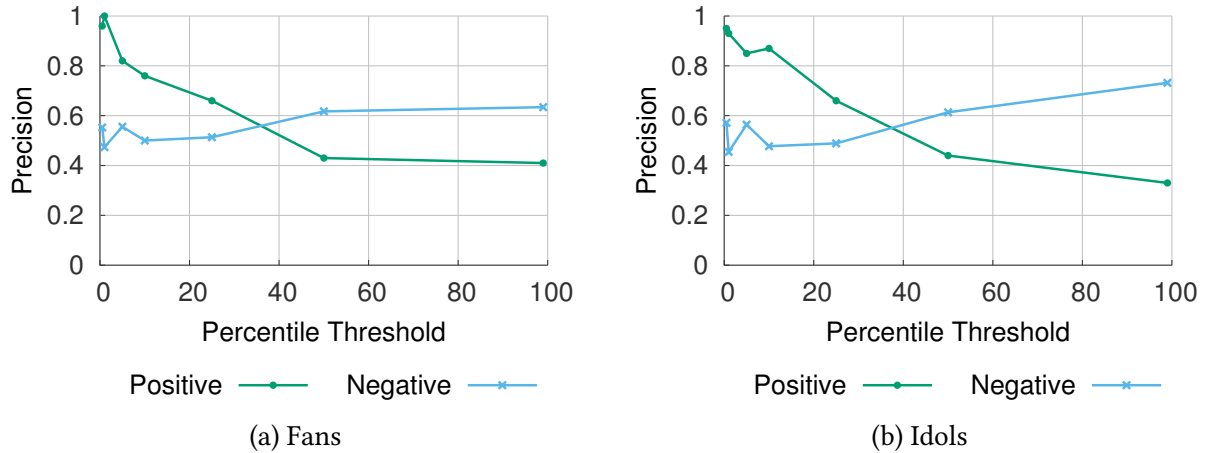 1
0.8
0.6
0.4
0.2
0
Precision
0 20 40 60 80 100
Percentile Threshold
Positive Negative
(a) Fans
1
0.8
0.6
0.4
0.2
0
Precision
0 20 40 60 80 100
Percentile Threshold
Positive Negative
(b) Idols